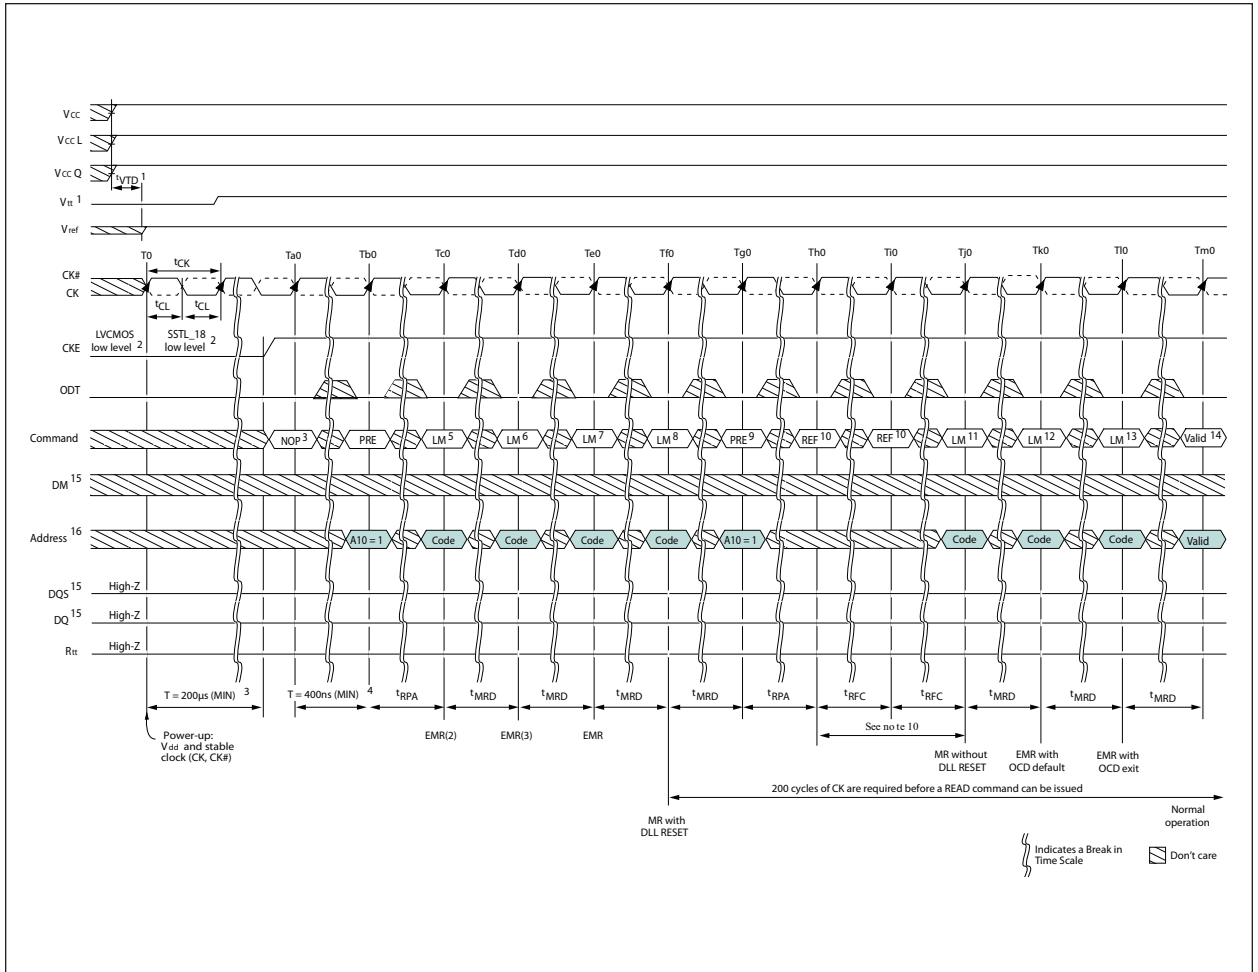 Vcc
Vcc L
Vcc Q
tVTD 1
Vtt 1
Vref
T0 Ta0 Tb0 Tc0 Td0 Te0 Tf0 Tg0 Th0 Ti0 Tj0 Tk0 Tl0 Tm0
tCK
CK#
CK
tCL tCL
LVCMOS
low level 2
SSTL_18
low level 2
CKE
ODT
Command NOP 3 PRE LM 5 LM 6 LM 7 LM 8 PRE 9 REF 10 REF 10 LM 11 LM 12 LM 13 Valid 14
DM 15
Address 16 A10 = 1 Code Code Code Code A10 = 1 Code Code Code Valid
DQS 15 High-Z
DQ 15 High-Z
Rtt High-Z
T = 200µs (MIN) 3 T = 400ns (MIN) 4 tRPA tMRD tMRD tMRD tMRD tRPA tRFC tRFC tMRD tMRD tMRD
See note 10
Power-up:
Vdd and stable
clock (CK, CK#)
EMR(2) EMR(3) EMR
MR without
DLL RESET
EMR with
OCD default
EMR with
OCD exit
200 cycles of CK are required before a READ command can be issued
MR with
DLL RESET
Normal
operation
Indicates a Break in
Time Scale
Don't care